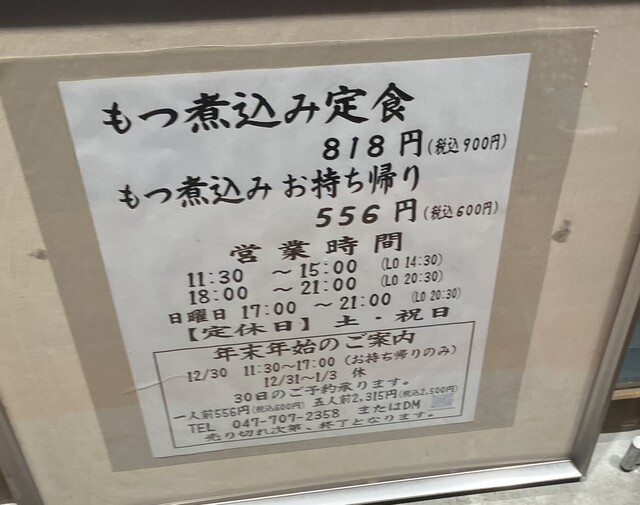 もつ煮込み定食
818円(税込900円)
もつ煮込みお持ち帰り
556円(税込600円)
営業時間
11:30 ～15:00 (LO 14:30)
18:00 ～21:00 (LO 20:30)
日曜日 17:00 ～21:00 (LO 20:30)
【定休日】土・祝日
年末年始のご案内
12/30 11:30～17:00 (お持ち帰りのみ)
12/31～1/3 休
30日のご予約承ります。
一人前556円(税込600円) 五人前2,315円(税込2,500円)
TEL 047-707-2358 またはDM
売り切れ次第、終了となります。